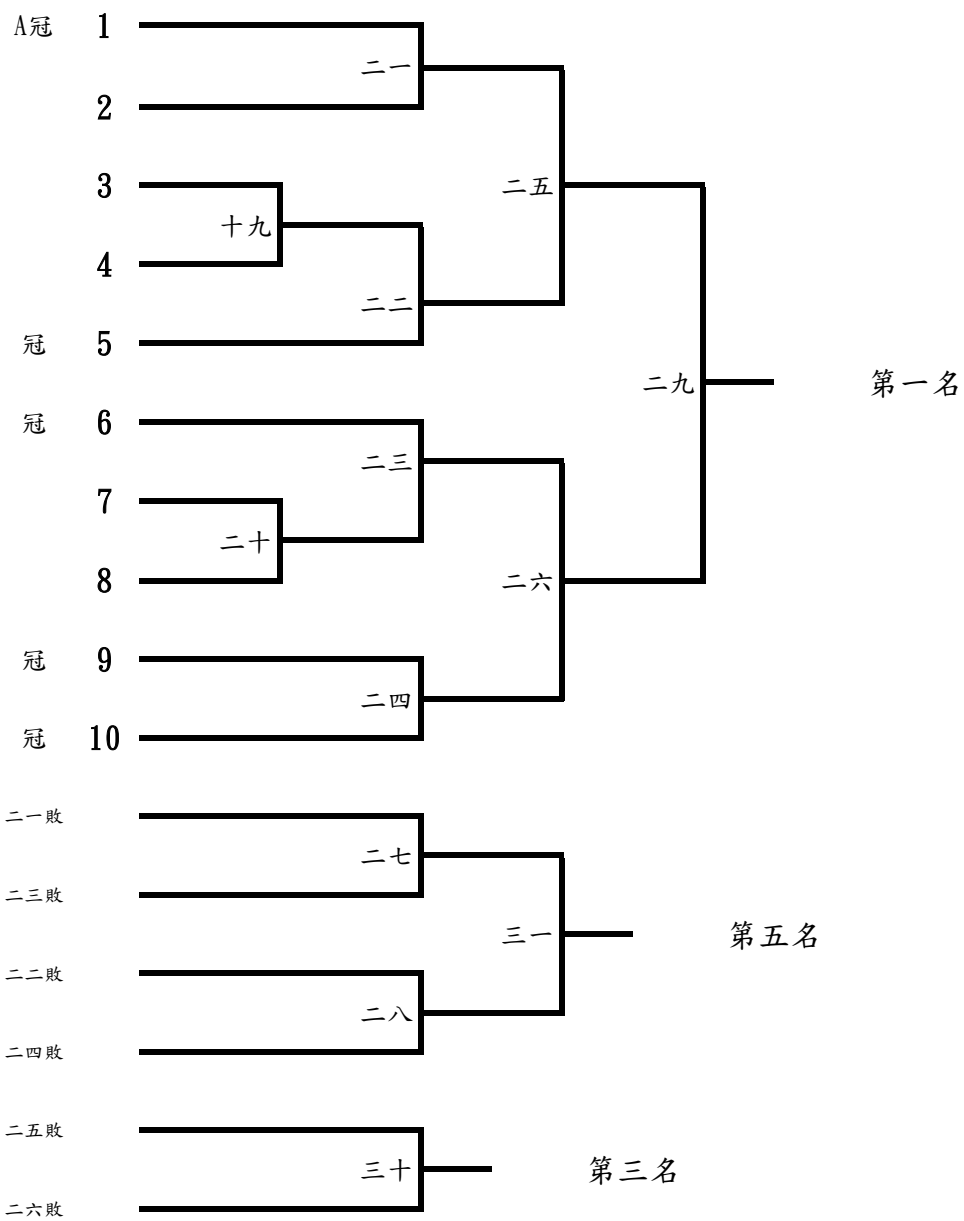 A冠 1
二一
2
3
二五
十九
4
二二
冠 5
二九 第一名
冠 6
二三
7
二十
8
二六
冠 9
二四
冠 10
二一敗
二七
二三敗
三一 第五名
二二敗
二八
二四敗
二五敗
三十 第三名
二六敗